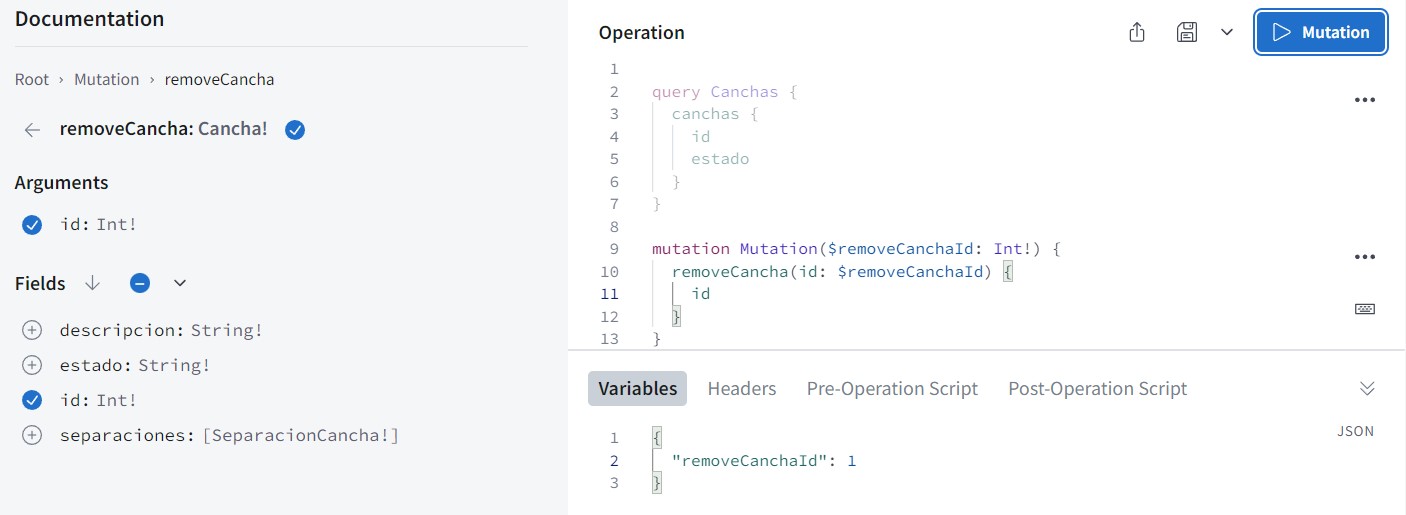 Documentation
Root › Mutation › removeCancha
removeCancha: Cancha!
Arguments
id: Int!
Fields
descripcion: String!
estado: String!
id: Int!
separaciones: [SeparacionCancha!]
Operation
Mutation
1
2 query Canchas {
3 canchas {
4 id
5 estado
6 }
7 }
8
9 mutation Mutation($removeCanchaId: Int!) {
10 removeCancha(id: $removeCanchaId) {
11 id
12 }
13 }
Variables Headers Pre-Operation Script Post-Operation Script
JSON
1 {
2 "removeCanchaId": 1
3 }